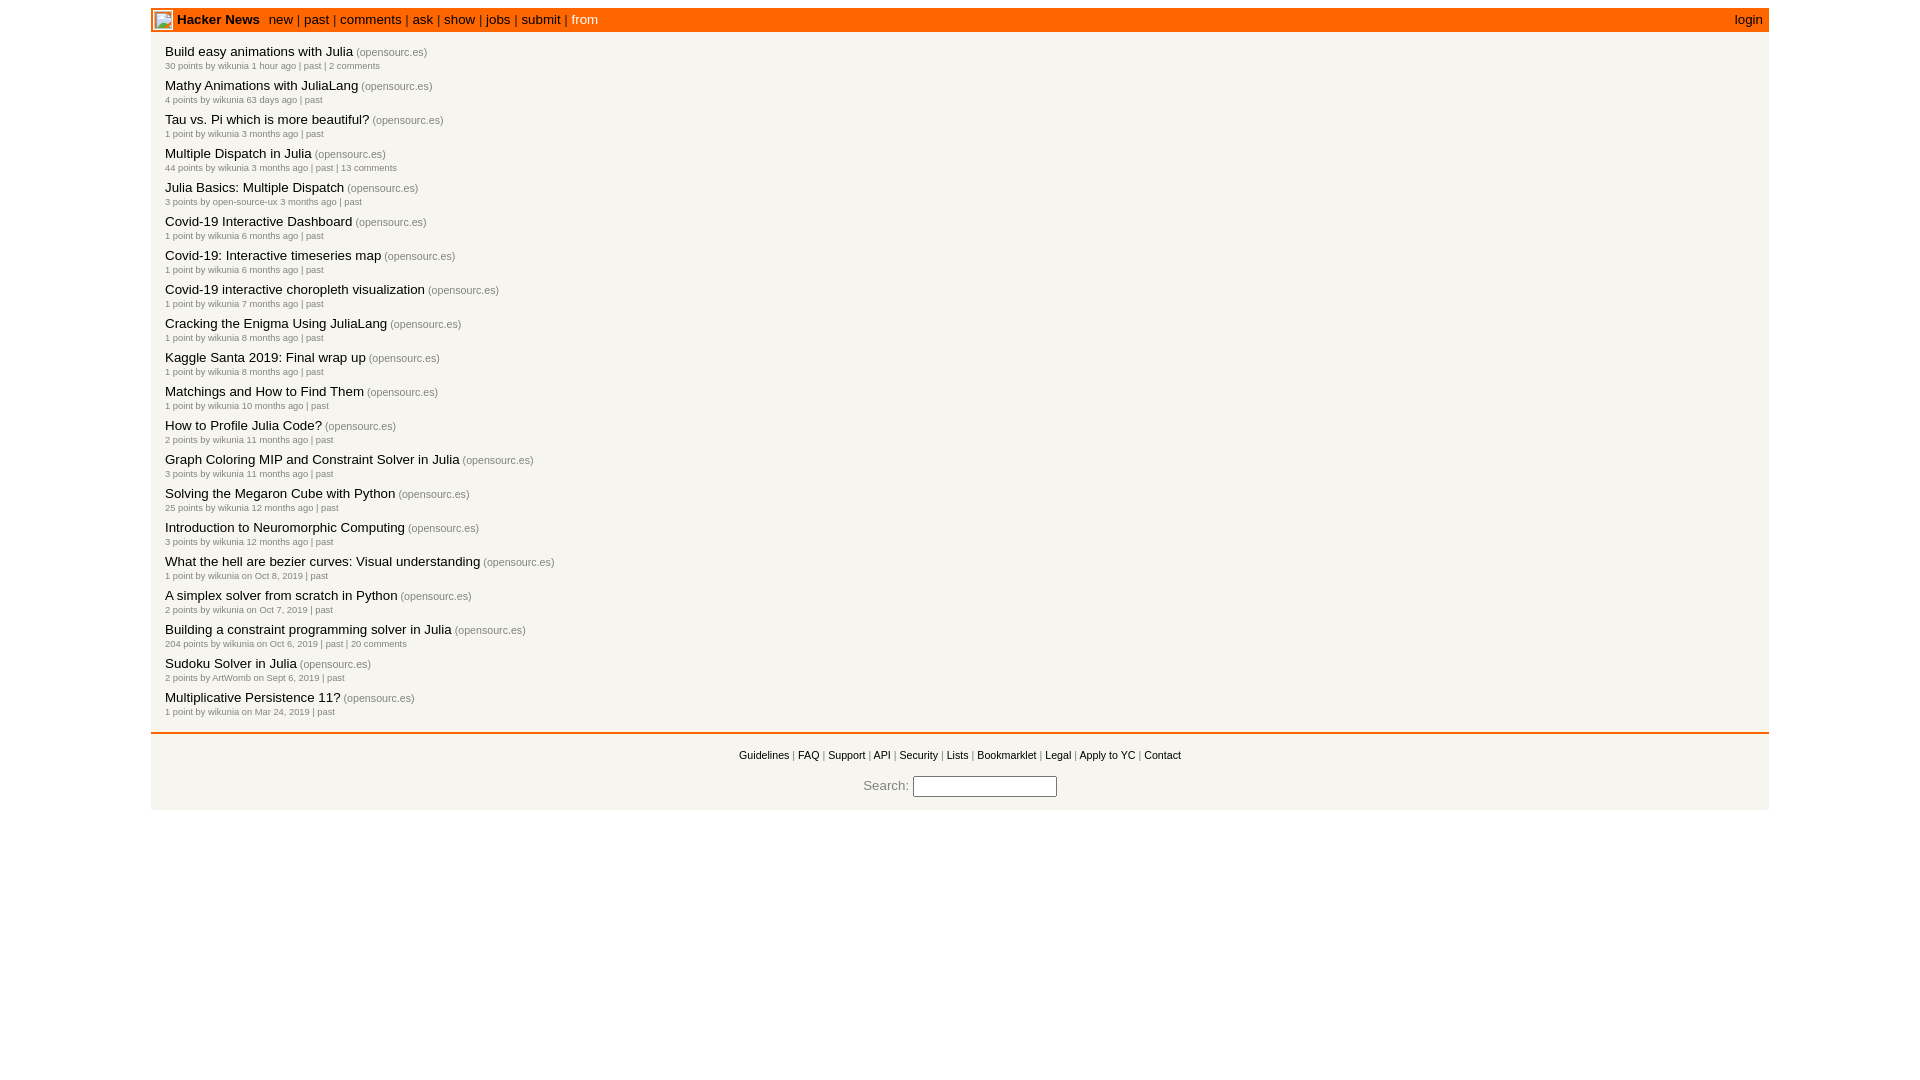 Hacker News new | past | comments | ask | show | jobs | submit | from login
Build easy animations with Julia (opensourc.es)
30 points by wikunia 1 hour ago | past | 2 comments
Mathy Animations with JuliaLang (opensourc.es)
4 points by wikunia 63 days ago | past
Tau vs. Pi which is more beautiful? (opensourc.es)
1 point by wikunia 3 months ago | past
Multiple Dispatch in Julia (opensourc.es)
44 points by wikunia 3 months ago | past | 13 comments
Julia Basics: Multiple Dispatch (opensourc.es)
3 points by open-source-ux 3 months ago | past
Covid-19 Interactive Dashboard (opensourc.es)
1 point by wikunia 6 months ago | past
Covid-19: Interactive timeseries map (opensourc.es)
1 point by wikunia 6 months ago | past
Covid-19 interactive choropleth visualization (opensourc.es)
1 point by wikunia 7 months ago | past
Cracking the Enigma Using JuliaLang (opensourc.es)
1 point by wikunia 8 months ago | past
Kaggle Santa 2019: Final wrap up (opensourc.es)
1 point by wikunia 8 months ago | past
Matchings and How to Find Them (opensourc.es)
1 point by wikunia 10 months ago | past
How to Profile Julia Code? (opensourc.es)
2 points by wikunia 11 months ago | past
Graph Coloring MIP and Constraint Solver in Julia (opensourc.es)
3 points by wikunia 11 months ago | past
Solving the Megaron Cube with Python (opensourc.es)
25 points by wikunia 12 months ago | past
Introduction to Neuromorphic Computing (opensourc.es)
3 points by wikunia 12 months ago | past
What the hell are bezier curves: Visual understanding (opensourc.es)
1 point by wikunia on Oct 8, 2019 | past
A simplex solver from scratch in Python (opensourc.es)
2 points by wikunia on Oct 7, 2019 | past
Building a constraint programming solver in Julia (opensourc.es)
204 points by wikunia on Oct 6, 2019 | past | 20 comments
Sudoku Solver in Julia (opensourc.es)
2 points by ArtWomb on Sept 6, 2019 | past
Multiplicative Persistence 11? (opensourc.es)
1 point by wikunia on Mar 24, 2019 | past
Guidelines | FAQ | Support | API | Security | Lists | Bookmarklet | Legal | Apply to YC | Contact
Search: